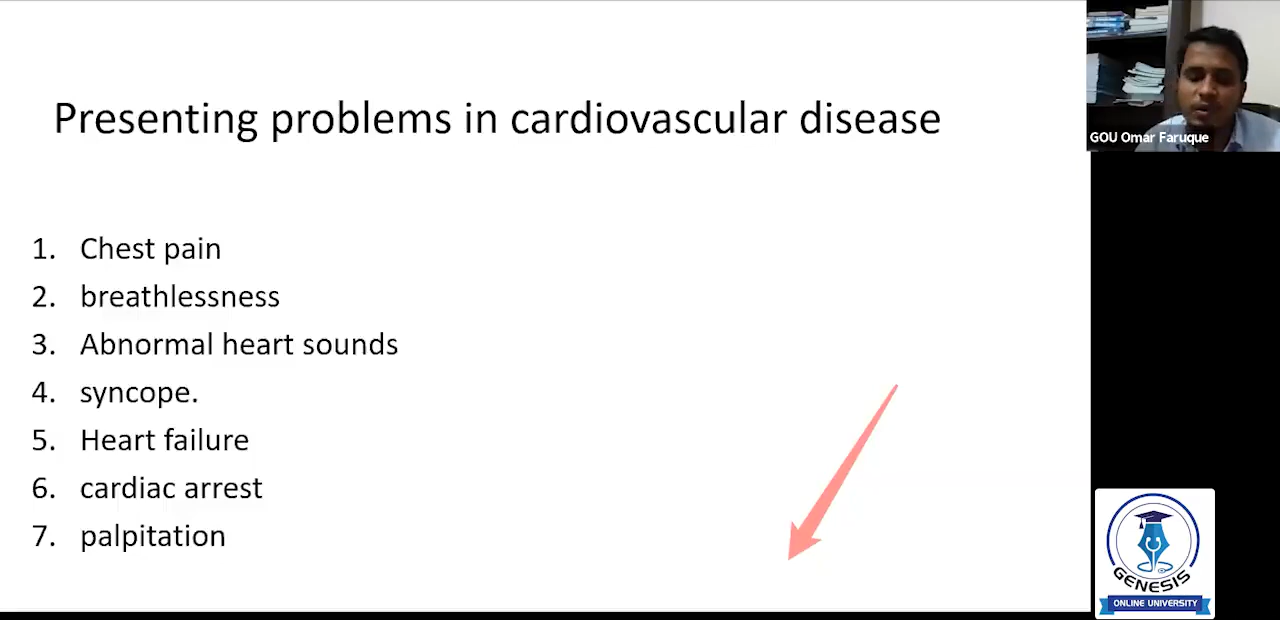 Presenting problems in cardiovascular disease
1. Chest pain
2. breathlessness
3. Abnormal heart sounds
4. syncope.
5. Heart failure
6. cardiac arrest
7. palpitation
GOU Omar Faruque
GENESIS
ONLINE UNIVERSITY